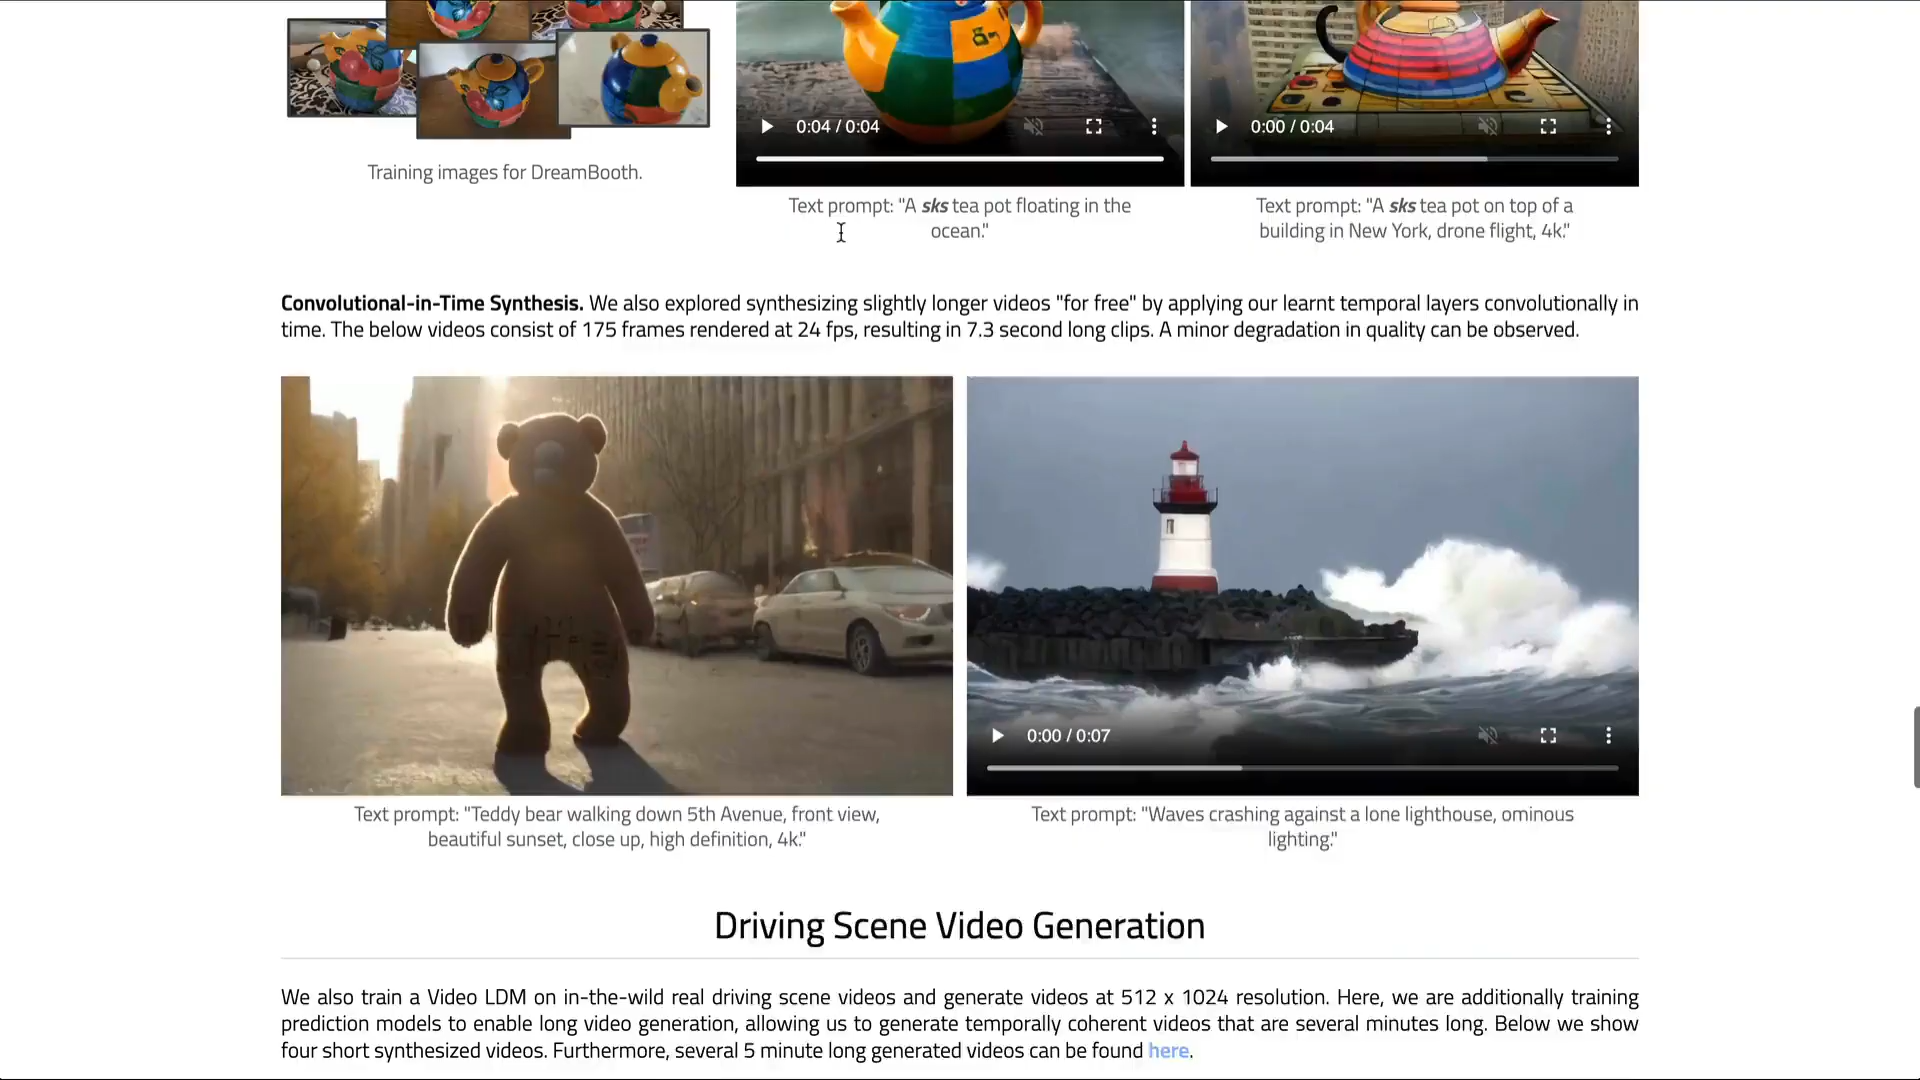 0:04 / 0:04
0:00 / 0:04
Training images for DreamBooth.
Text prompt: "A sks tea pot floating in the
ocean."
Text prompt: "A sks tea pot on top of a
building in New York, drone flight, 4k."
Convolutional-in-Time Synthesis. We also explored synthesizing slightly longer videos "for free" by applying our learnt temporal layers convolutionally in
time. The below videos consist of 175 frames rendered at 24 fps, resulting in 7.3 second long clips. A minor degradation in quality can be observed.
0:00 / 0:07
Text prompt: "Teddy bear walking down 5th Avenue, front view,
beautiful sunset, close up, high definition, 4k."
Text prompt: "Waves crashing against a lone lighthouse, ominous
lighting."
Driving Scene Video Generation
We also train a Video LDM on in-the-wild real driving scene videos and generate videos at 512 x 1024 resolution. Here, we are additionally training
prediction models to enable long video generation, allowing us to generate temporally coherent videos that are several minutes long. Below we show
four short synthesized videos. Furthermore, several 5 minute long generated videos can be found here.